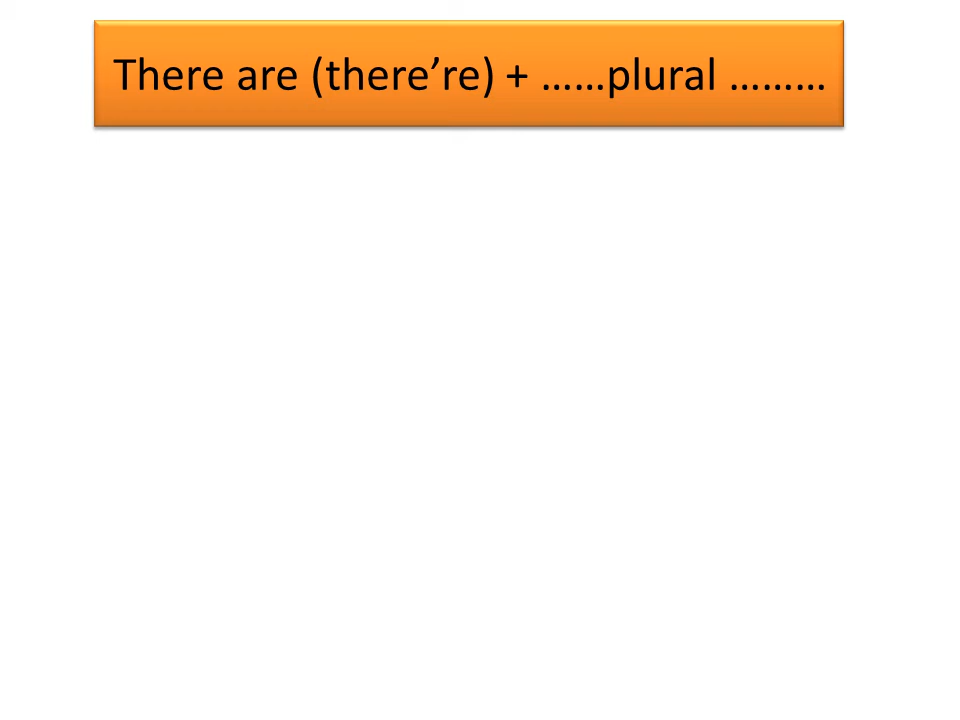 There are (there’re) + ……plural ………